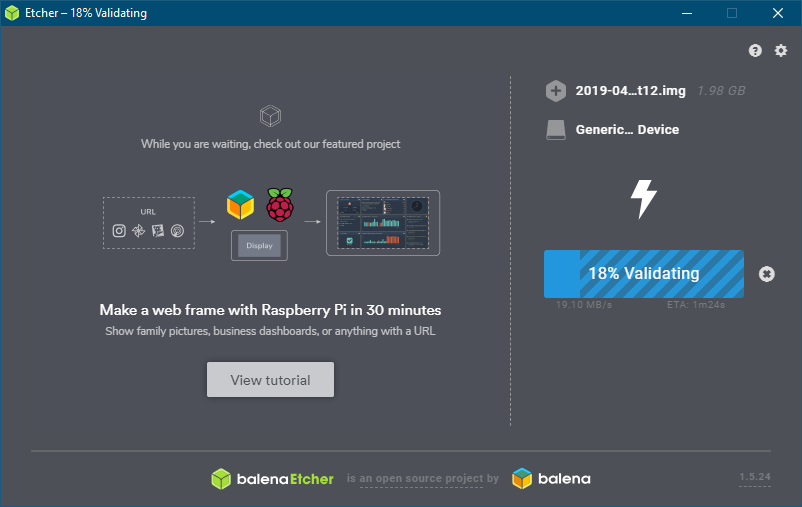 Etcher – 18% Validating
While you are waiting, check out our featured project
URL
Display
Make a web frame with Raspberry Pi in 30 minutes
Show family pictures, business dashboards, or anything with a URL
View tutorial
2019-04...t12.img 1.98 GB
Generic... Device
18% Validating
19.10 MB/s ETA: 1m24s
balenaEtcher is an open source project by balena
1.5.24